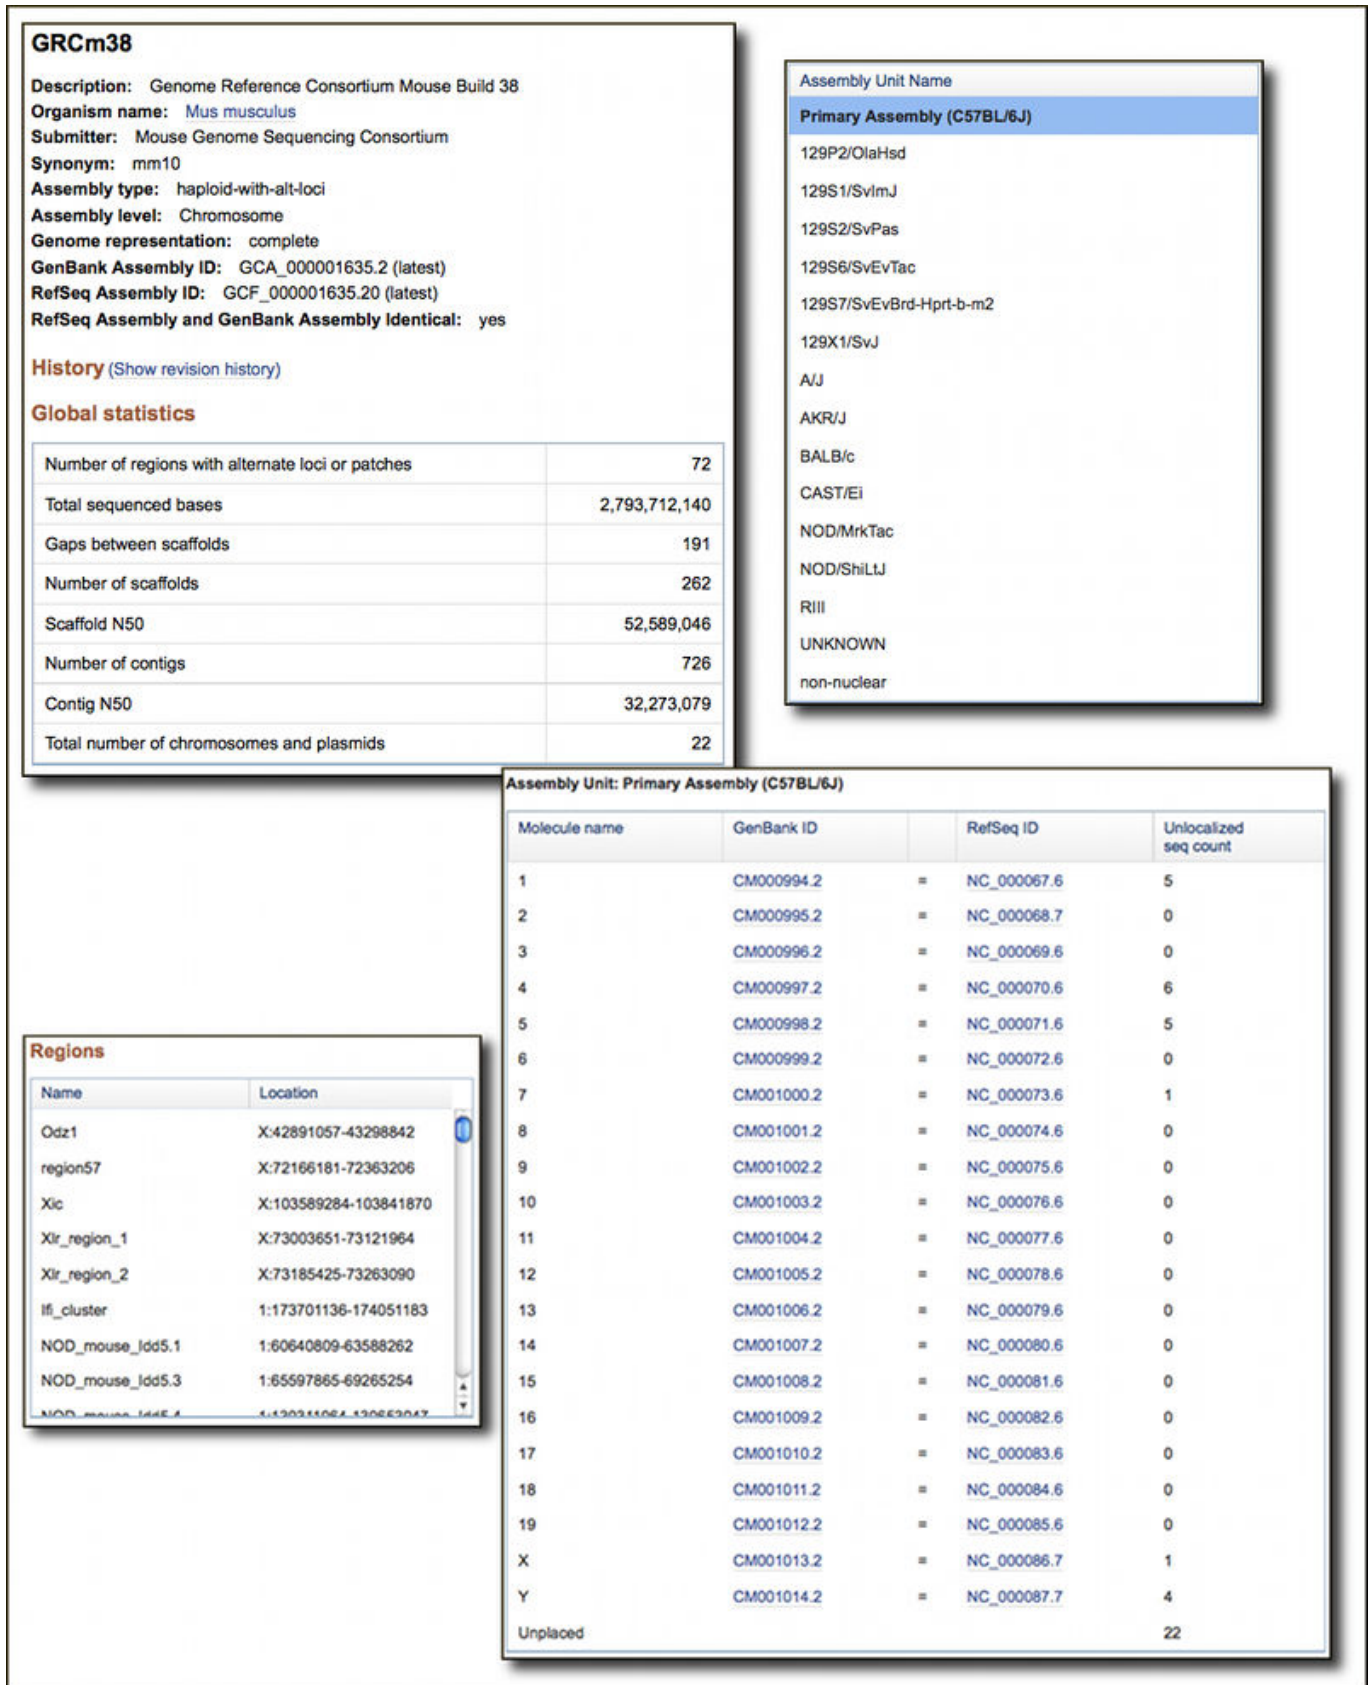 GRCm38
Description: Genome Reference Consortium Mouse Build 38
Organism name: Mus musculus
Submitter: Mouse Genome Sequencing Consortium
Synonym: mm10
Assembly type: haploid-with-alt-loci
Assembly level: Chromosome
Genome representation: complete
GenBank Assembly ID: GCA_000001635.2 (latest)
RefSeq Assembly ID: GCF_000001635.20 (latest)
RefSeq Assembly and GenBank Assembly Identical: yes
History (Show revision history)
Global statistics
Number of regions with alternate loci or patches 72
Total sequenced bases 2,793,712,140
Gaps between scaffolds 191
Number of scaffolds 262
Scaffold N50 52,589,046
Number of contigs 726
Contig N50 32,273,079
Total number of chromosomes and plasmids 22
Assembly Unit Name
Primary Assembly (C57BL/6J)
129P2/OlaHsd
129S1/SvImJ
129S2/SvPas
129S6/SvEvTac
129S7/SvEvBrd-Hprt-b-m2
129X1/SvJ
A/J
AKR/J
BALB/c
CAST/Ei
NOD/MrkTac
NOD/ShiLtJ
RIII
UNKNOWN
non-nuclear
Regions
Name Location
Odz1 X:42891057-43298842
region57 X:72166181-72363206
Xic X:103589284-103841870
Xlr_region_1 X:73003651-73121964
Xlr_region_2 X:73185425-73263090
Ifi_cluster 1:173701136-174051183
NOD_mouse_Idd5.1 1:60640809-63588262
NOD_mouse_Idd5.3 1:65597865-69265254
Assembly Unit: Primary Assembly (C57BL/6J)
Molecule name GenBank ID RefSeq ID Unlocalized
seq count
1 CM000994.2 = NC_000067.6 5
2 CM000995.2 = NC_000068.7 0
3 CM000996.2 = NC_000069.6 0
4 CM000997.2 = NC_000070.6 6
5 CM000998.2 = NC_000071.6 5
6 CM000999.2 = NC_000072.6 0
7 CM001000.2 = NC_000073.6 1
8 CM001001.2 = NC_000074.6 0
9 CM001002.2 = NC_000075.6 0
10 CM001003.2 = NC_000076.6 0
11 CM001004.2 = NC_000077.6 0
12 CM001005.2 = NC_000078.6 0
13 CM001006.2 = NC_000079.6 0
14 CM001007.2 = NC_000080.6 0
15 CM001008.2 = NC_000081.6 0
16 CM001009.2 = NC_000082.6 0
17 CM001010.2 = NC_000083.6 0
18 CM001011.2 = NC_000084.6 0
19 CM001012.2 = NC_000085.6 0
X CM001013.2 = NC_000086.7 1
Y CM001014.2 = NC_000087.7 4
Unplaced 22